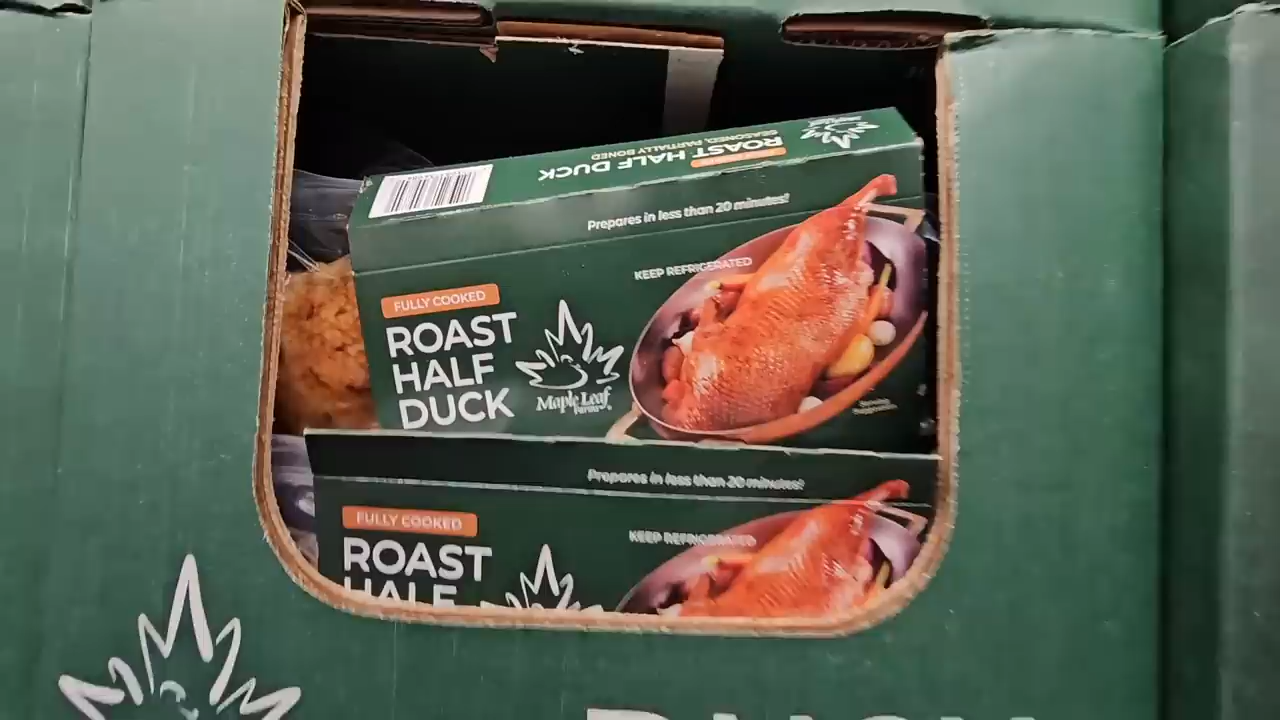 ROAST HALF DUCK
SEASONED, PARTIALLY BONED
Prepares in less than 20 minutes!
KEEP REFRIGERATED
FULLY COOKED
ROAST
HALF
DUCK
Maple Leaf
FARMS
Prepares in less than 20 minutes!
KEEP REFRIGERATED
FULLY COOKED
ROAST
HALF